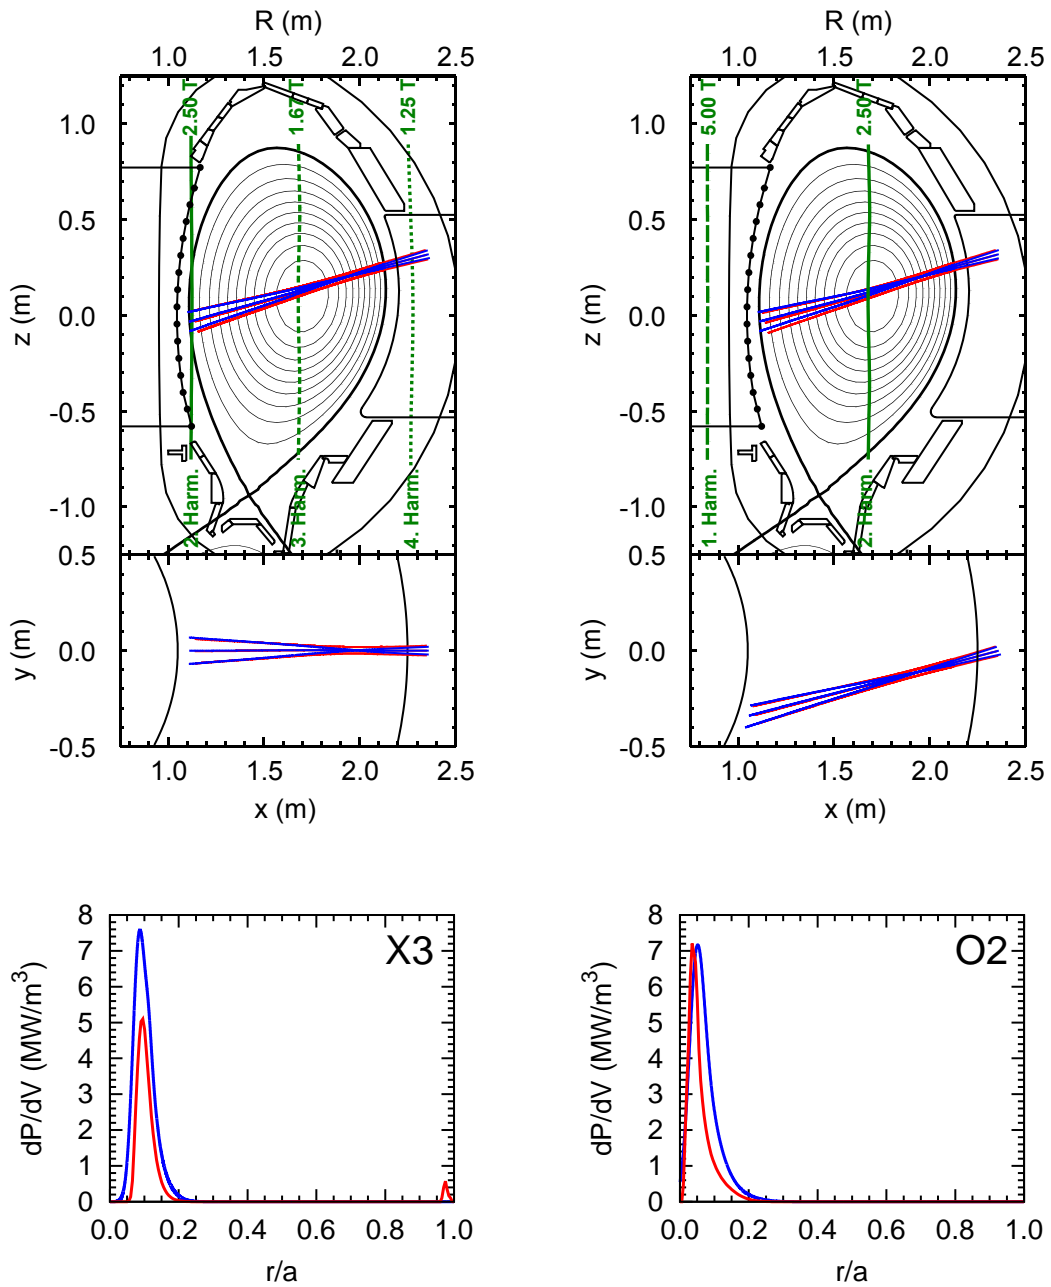 R (m)
1.0 1.5 2.0 2.5
R (m)
1.0 1.5 2.0 2.5
2.50 T
1.67 T
1.25 T
5.00 T
2.50 T
z (m)
1.0
0.5
0.0
-0.5
-1.0
z (m)
1.0
0.5
0.0
-0.5
-1.0
2. Harm.
3. Harm.
4. Harm.
1. Harm.
2. Harm.
y (m)
0.5
0.0
-0.5
y (m)
0.5
0.0
-0.5
1.0 1.5 2.0 2.5
x (m)
1.0 1.5 2.0 2.5
x (m)
X3
dP/dV (MW/m³)
8
7
6
5
4
3
2
1
0
0.0 0.2 0.4 0.6 0.8 1.0
r/a
O2
dP/dV (MW/m³)
8
7
6
5
4
3
2
1
0
0.0 0.2 0.4 0.6 0.8 1.0
r/a